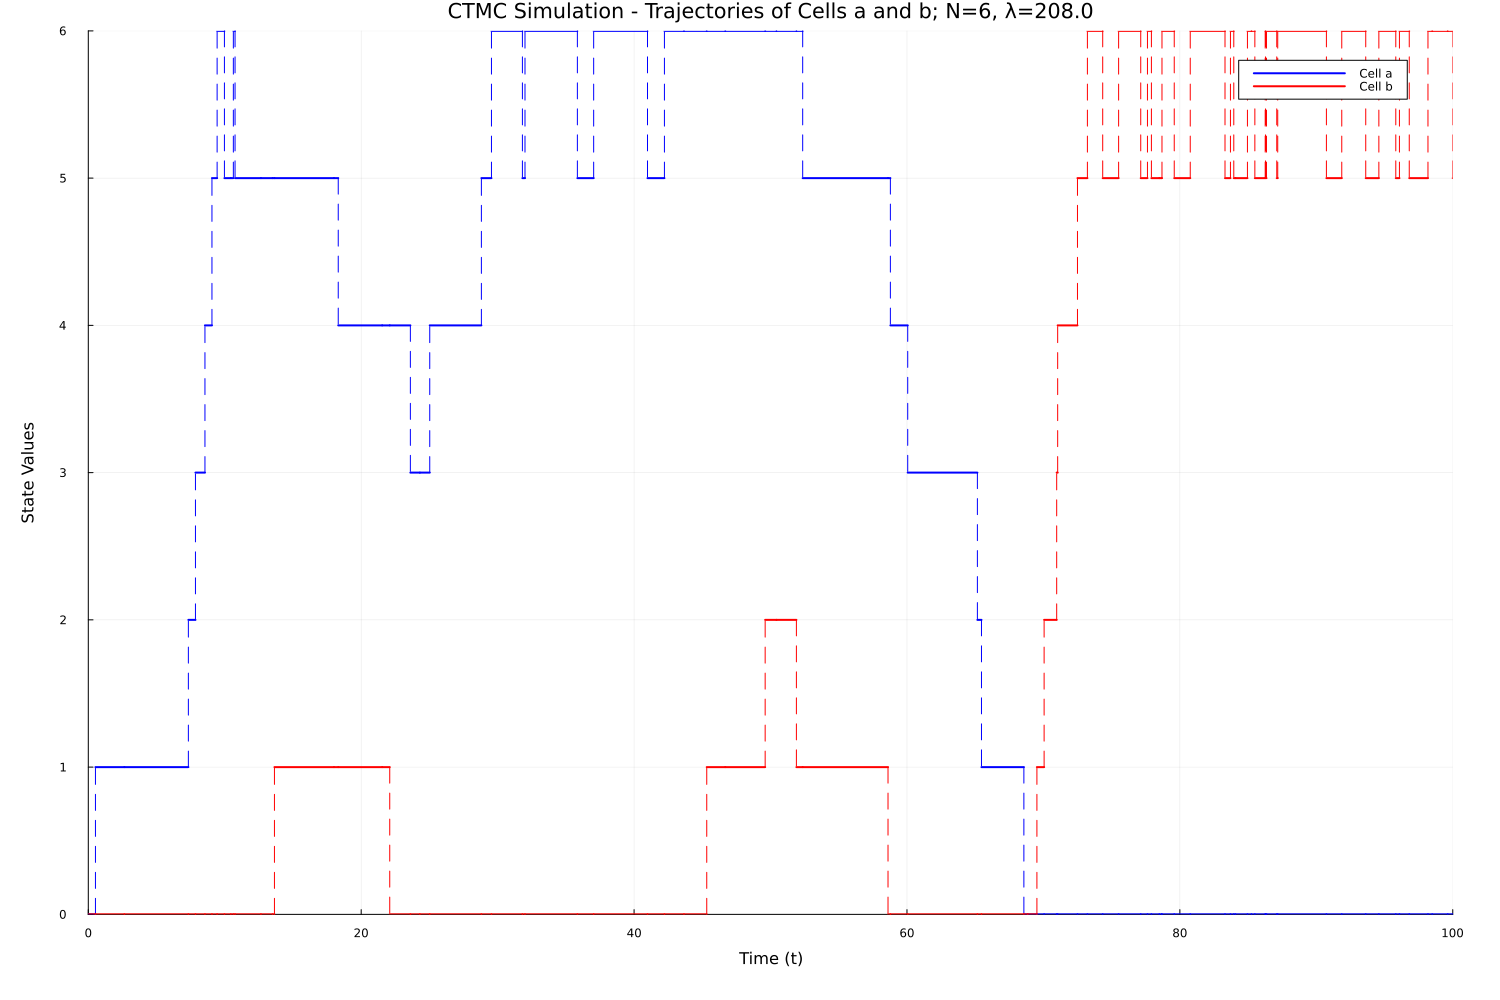 CTMC Simulation - Trajectories of Cells a and b; N=6, λ=208.0
6
Cell a
Cell b
5
4
State Values
3
2
1
0
0 20 40 60 80 100
Time (t)